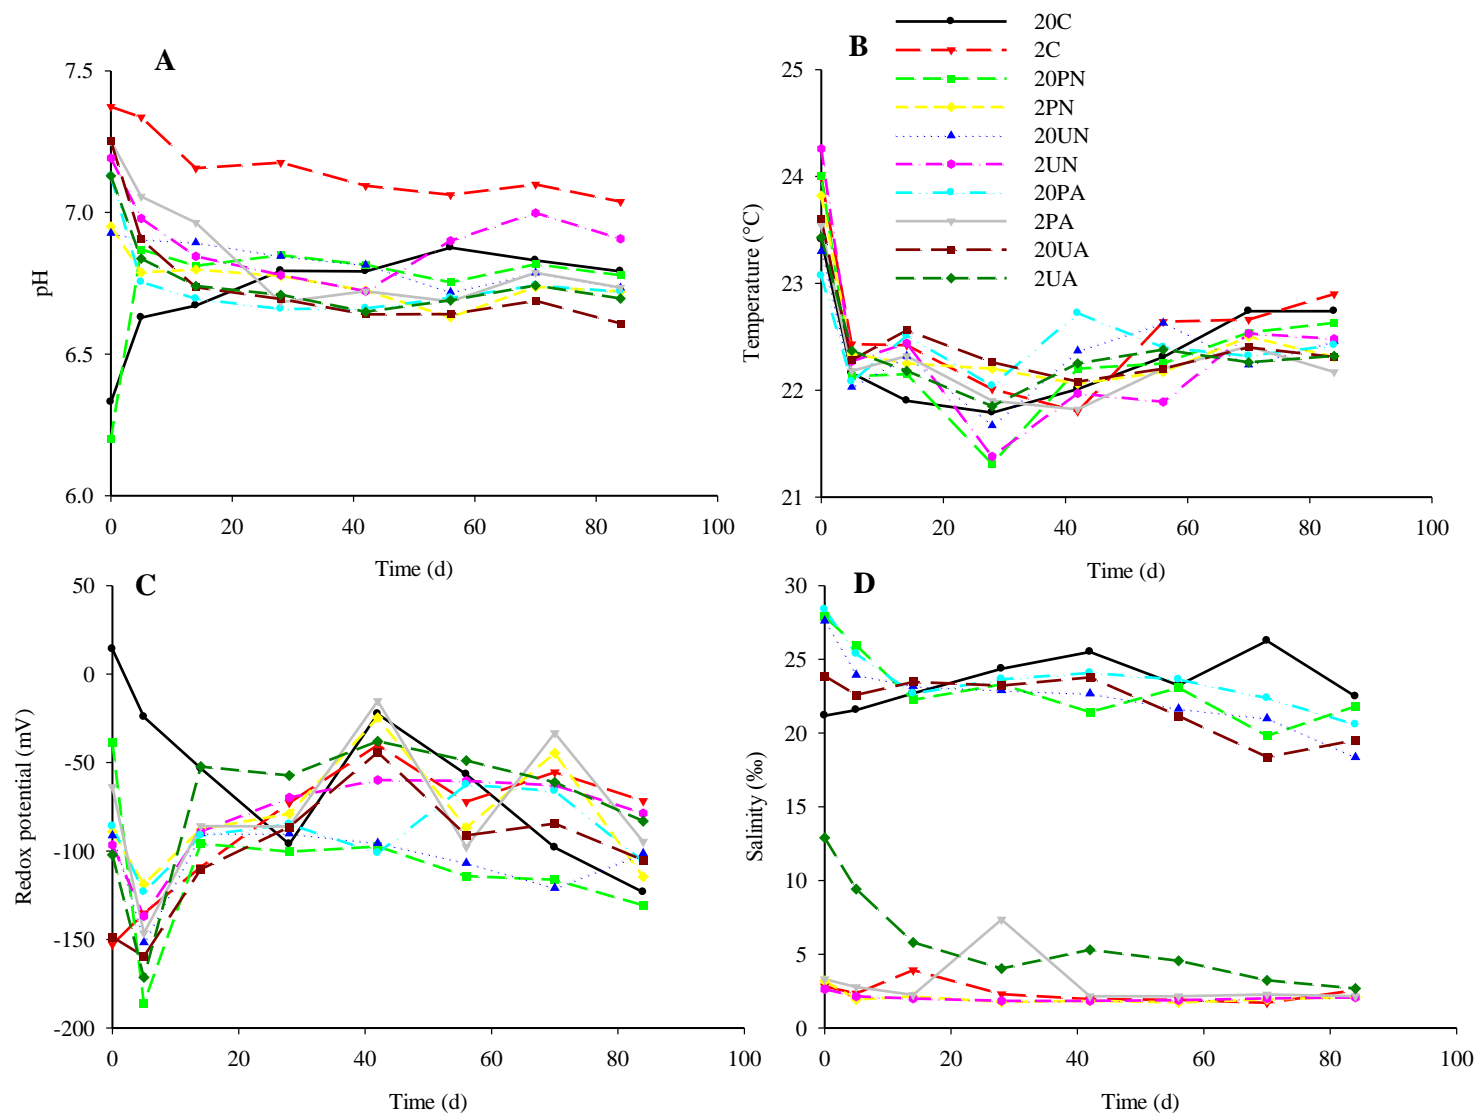 20C
2C
20PN
2PN
20UN
2UN
20PA
2PA
20UA
2UA
A
7.5
7.0
6.5
6.0
pH
0 20 40 60 80 100
Time (d)
B
25
24
23
22
21
Temperature (°C)
0 20 40 60 80 100
Time (d)
C
50
0
-50
-100
-150
-200
Redox potential (mV)
0 20 40 60 80 100
Time (d)
D
30
25
20
15
10
5
0
Salinity (‰)
0 20 40 60 80 100
Time (d)